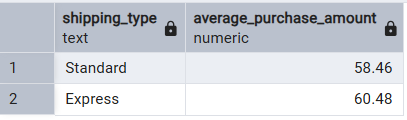 shipping_type average_purchase_amount
text numeric
1 Standard 58.46
2 Express 60.48